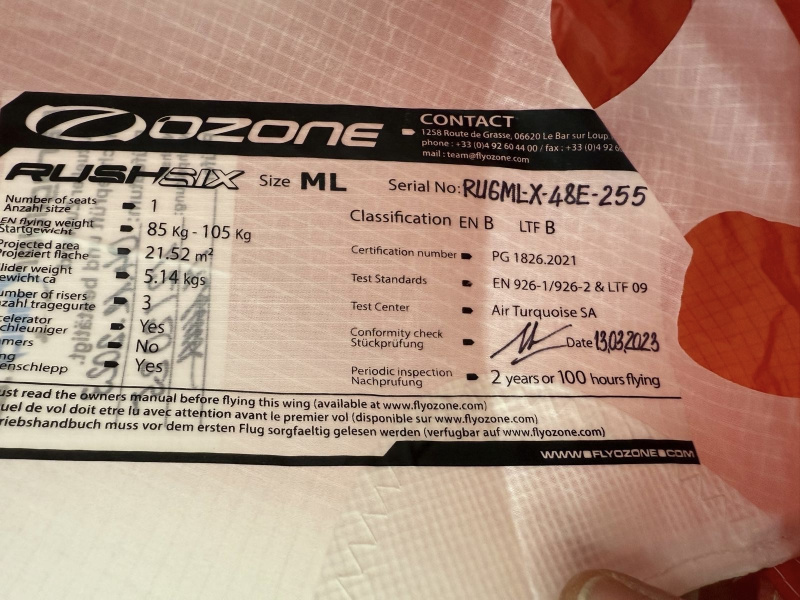 OZONE
CONTACT
1258 Route de Grasse, 06620 Le Bar sur Loup
phone : +33 (0)4 92 60 44 00 / fax : +33 (0)4 92 6
mail : team@flyozone.com
RUSHSIX Size ML Serial No: RU6ML-X-48E-255
Number of seats
Anzahl sitze
1
EN flying weight
Startgewicht
85 Kg - 105 Kg
Projected area
Projeziert flache
21.52 m²
lider weight
ewicht ca
5.14 kgs
umber of risers
nzahl tragegurte
3
celerator
chleuniger
Yes
mmers
No
ng
enschlepp
Yes
Classification EN B LTF B
Certification number PG 1826.2021
Test Standards EN 926-1/926-2 & LTF 09
Test Center Air Turquoise SA
Conformity check
Stückprüfung
Date 13.03.2023
Periodic inspection
Nachprufung
2 years or 100 hours flying
ust read the owners manual before flying this wing (available at www.flyozone.com)
uel de vol doit etre lu avec attention avant le premier vol (disponible sur www.flyozone.com)
riebshandbuch muss vor dem ersten Flug sorgfaeltig gelesen werden (verfugbar auf www.flyozone.com)
WWW.FLYOZONE.COM